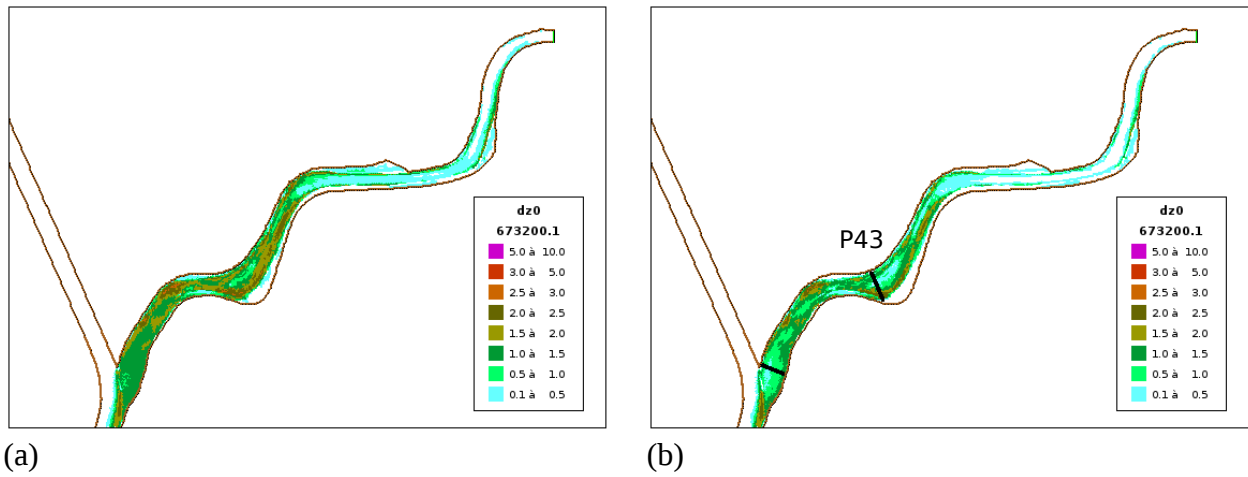 dz0
673200.1
5.0 à 10.0
3.0 à 5.0
2.5 à 3.0
2.0 à 2.5
1.5 à 2.0
1.0 à 1.5
0.5 à 1.0
0.1 à 0.5
(a)
P43
dz0
673200.1
5.0 à 10.0
3.0 à 5.0
2.5 à 3.0
2.0 à 2.5
1.5 à 2.0
1.0 à 1.5
0.5 à 1.0
0.1 à 0.5
(b)